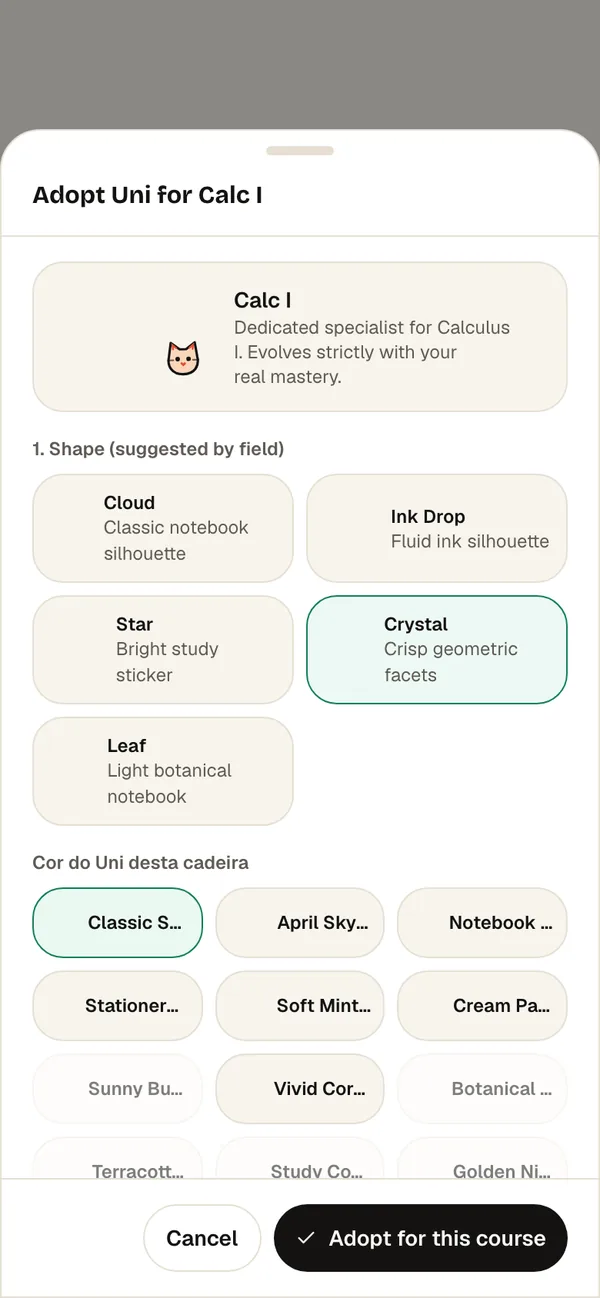 Adopt Uni for Calc I
Calc I
Dedicated specialist for Calculus
I. Evolves strictly with your
real mastery.
1. Shape (suggested by field)
Cloud
Classic notebook
silhouette
Ink Drop
Fluid ink silhouette
Star
Bright study
sticker
Crystal
Crisp geometric
facets
Leaf
Light botanical
notebook
Cor do Uni desta cadeira
Classic S...
April Sky...
Notebook ...
Stationer...
Soft Mint...
Cream Pa...
Sunny Bu...
Vivid Cor...
Botanical ...
Terracott...
Study Co...
Golden Ni...
Cancel
Adopt for this course